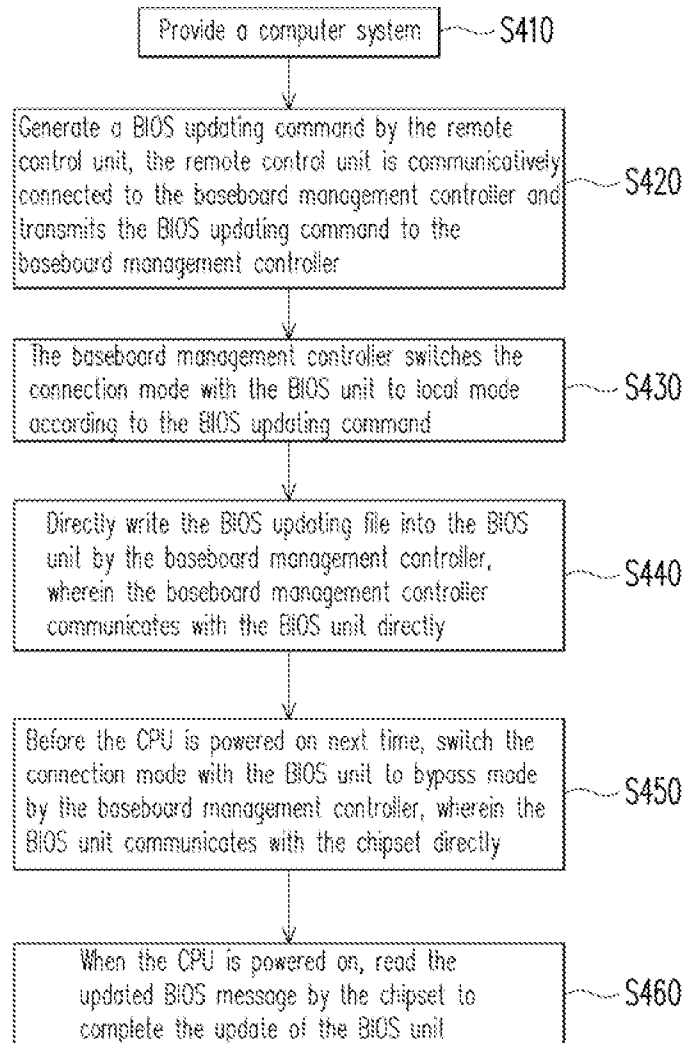 Provide a computer system
S410
Generate a BIOS updating command by the remote
control unit, the remote control unit is communicatively
connected to the baseboard management controller and
transmits the BIOS updating command to the
baseboard management controller
S420
The baseboard management controller switches the
connection mode with the BIOS unit to local mode
according to the BIOS updating command
S430
Directly write the BIOS updating file into the BIOS
unit by the baseboard management controller,
wherein the baseboard management controller
communicates with the BIOS unit directly
S440
Before the CPU is powered on next time, switch the
connection mode with the BIOS unit to bypass mode
by the baseboard management controller, wherein the
BIOS unit communicates with the chipset directly
S450
When the CPU is powered on, read the
updated BIOS message by the chipset to
complete the update of the BIOS unit
S460